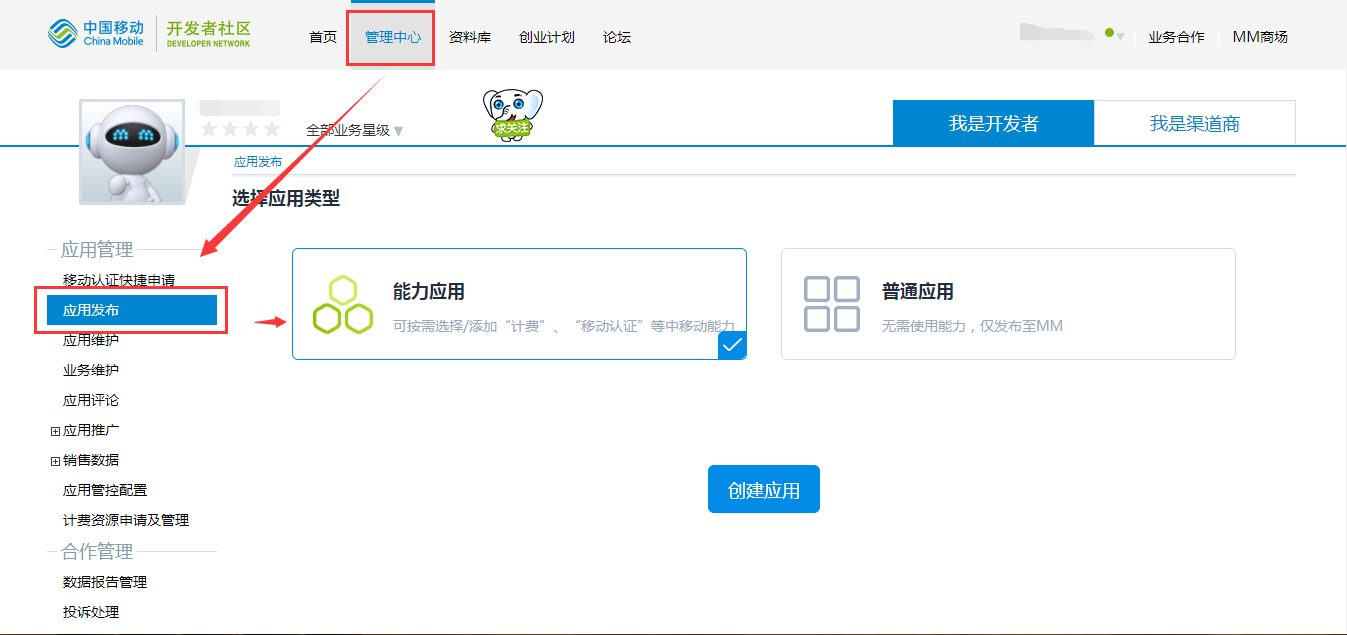 中国移动 China Mobile 开发者社区 DEVELOPER NETWORK
首页 管理中心 资料库 创业计划 论坛 业务合作 MM商场
全部业务星级
求关注
我是开发者 我是渠道商
应用发布
选择应用类型
应用管理
移动认证快捷申请
应用发布
应用维护
业务维护
应用评论
应用推广
销售数据
应用管控配置
计费资源申请及管理
合作管理
数据报告管理
投诉处理
能力应用
可按需选择/添加“计费”、“移动认证”等中移动能力
普通应用
无需使用能力，仅发布至MM
创建应用